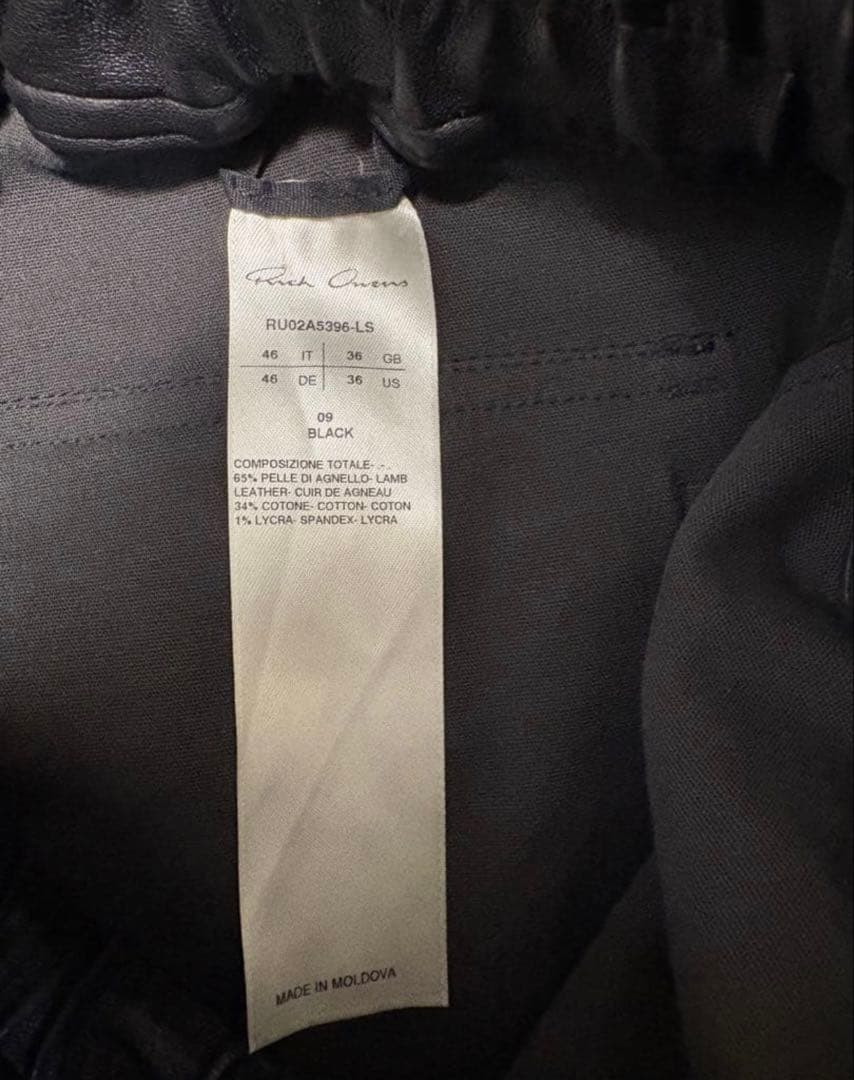 Rick Owens
RU02A5396-LS
46 IT 36 GB
46 DE 36 US
09
BLACK
COMPOSIZIONE TOTALE- .- .
65% PELLE DI AGNELLO- LAMB
LEATHER- CUIR DE AGNEAU
34% COTONE- COTTON- COTON
1% LYCRA- SPANDEX- LYCRA
MADE IN MOLDOVA